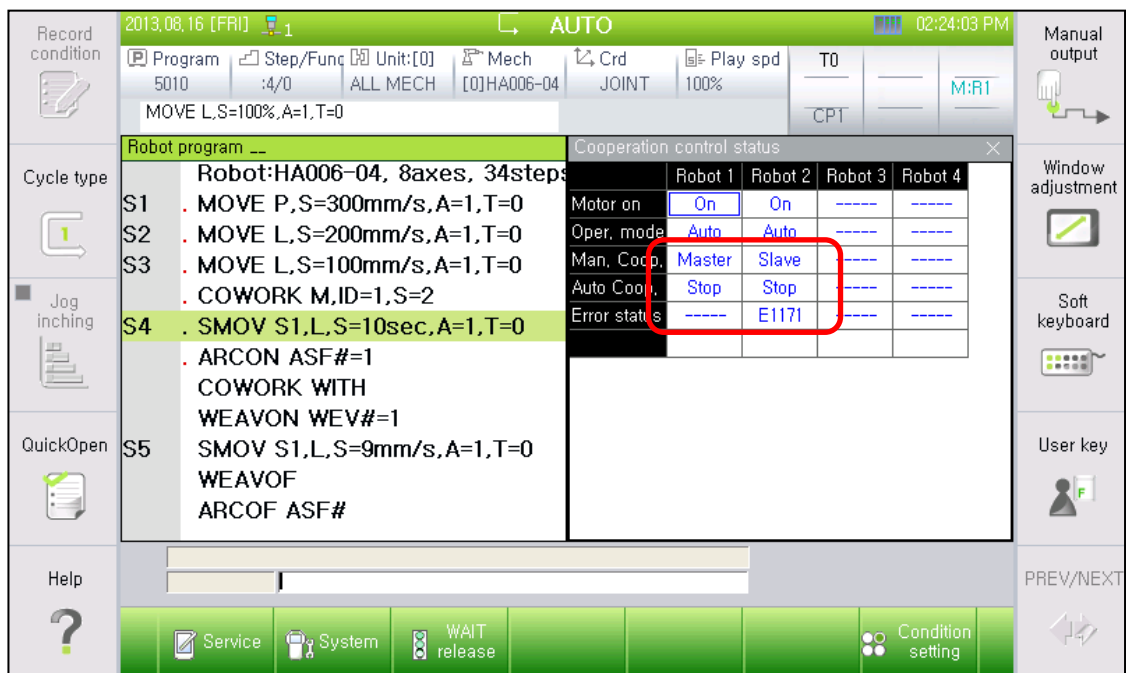 Record condition
2013,08,16 [FRI] 1 AUTO 02:24:03 PM
Manual output
P Program Step/Func Unit:[0] Mech Crd Play spd T0
5010 :4/0 ALL MECH [0]HA006-04 JOINT 100% M:R1
MOVE L,S=100%,A=1,T=0 CP1
Robot program __
Cooperation control status
Cycle type
1
Robot:HA006-04, 8axes, 34steps
S1 . MOVE P,S=300mm/s,A=1,T=0
S2 . MOVE L,S=200mm/s,A=1,T=0
S3 . MOVE L,S=100mm/s,A=1,T=0
. COWORK M,ID=1,S=2
S4 . SMOV S1,L,S=10sec,A=1,T=0
. ARCON ASF#=1
COWORK WITH
WEAVON WEV#=1
S5 SMOV S1,L,S=9mm/s,A=1,T=0
WEAVOF
ARCOF ASF#
Robot 1 Robot 2 Robot 3 Robot 4
Motor on On On ----- -----
Oper, mode Auto Auto ----- -----
Man, Coop, Master Slave ----- -----
Auto Coop, Stop Stop ----- -----
Error status ----- E1171 ----- -----
Window adjustment
Jog inching
Soft keyboard
QuickOpen
User key
F
Help
?
PREV/NEXT
Service System WAIT release Condition setting